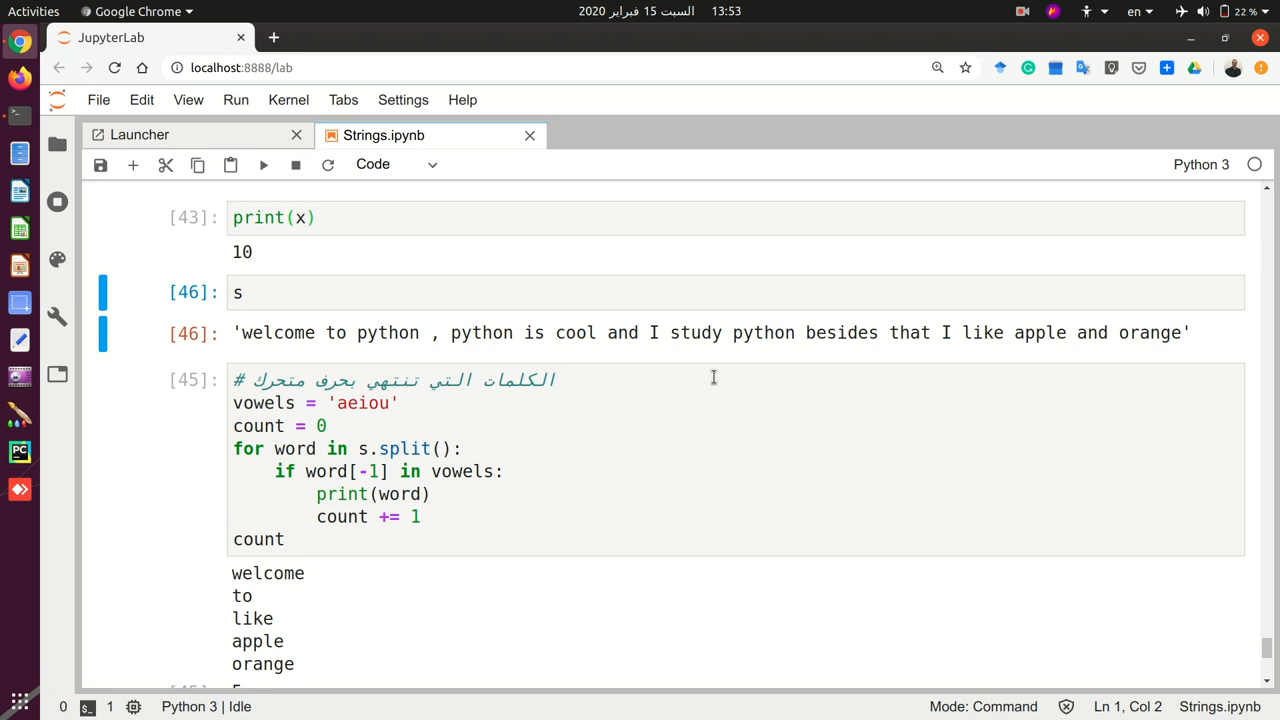 Activities
Google Chrome
السبت 15 فبراير 2020 13:53
en
22 %
JupyterLab
localhost:8888/lab
File Edit View Run Kernel Tabs Settings Help
Launcher
Strings.ipynb
Code
Python 3
[43]: print(x)
10
[46]: s
[46]: 'welcome to python , python is cool and I study python besides that I like apple and orange'
[45]: # الكلمات التي تنتهي بحرف متحرك
vowels = 'aeiou'
count = 0
for word in s.split():
if word[-1] in vowels:
print(word)
count += 1
count
welcome
to
like
apple
orange
PC
0 1 Python 3 | Idle
Mode: Command
Ln 1, Col 2
Strings.ipynb